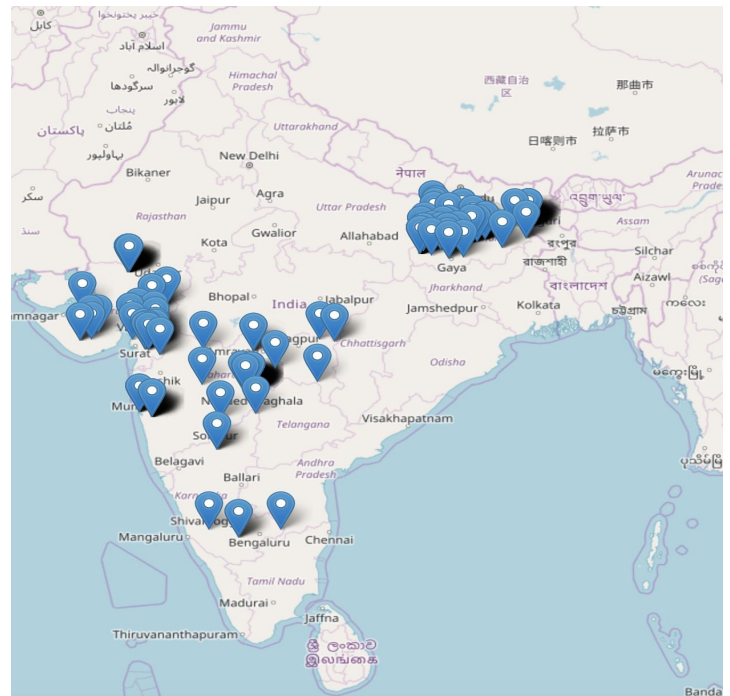 خیبر پختونخوا
کابل
Jammu
and Kashmir
اسلام آباد
گوجرانوالہ
سرگودھا
Himachal
Pradesh
西藏自治
区
那曲市
لاہور
پنجاب
مُلتان
پاکستان
Uttarakhand
日喀则市
拉萨市
بہاولپور
New Delhi
Bikaner
नेपाल
Arunac
Prade
سکر
Agra
Jaipur
Uttar Pradesh
འབྲུག་ཡུལ་
Rajasthan
Assam
سنڌ
Gwalior
Allahabad
Kota
রংপুর
Silchar
রাজশাহী
Gaya
Aizawl
Bhopal
India
Jabalpur
Jharkhand
বাংলাদেশ
Jamshedpur
Kolkata
চট্টগ্রাম
Surat
Chhattisgarh
Odisha
Visakhapatnam
Telangana
Belagavi
Andhra
Pradesh
Ballari
Mangaluru
Bengaluru
Chennai
Tamil Nadu
Madurai
Jaffna
Thiruvananthapuram
ශ්‍රී ලංකාව
இலங்கை
Banda